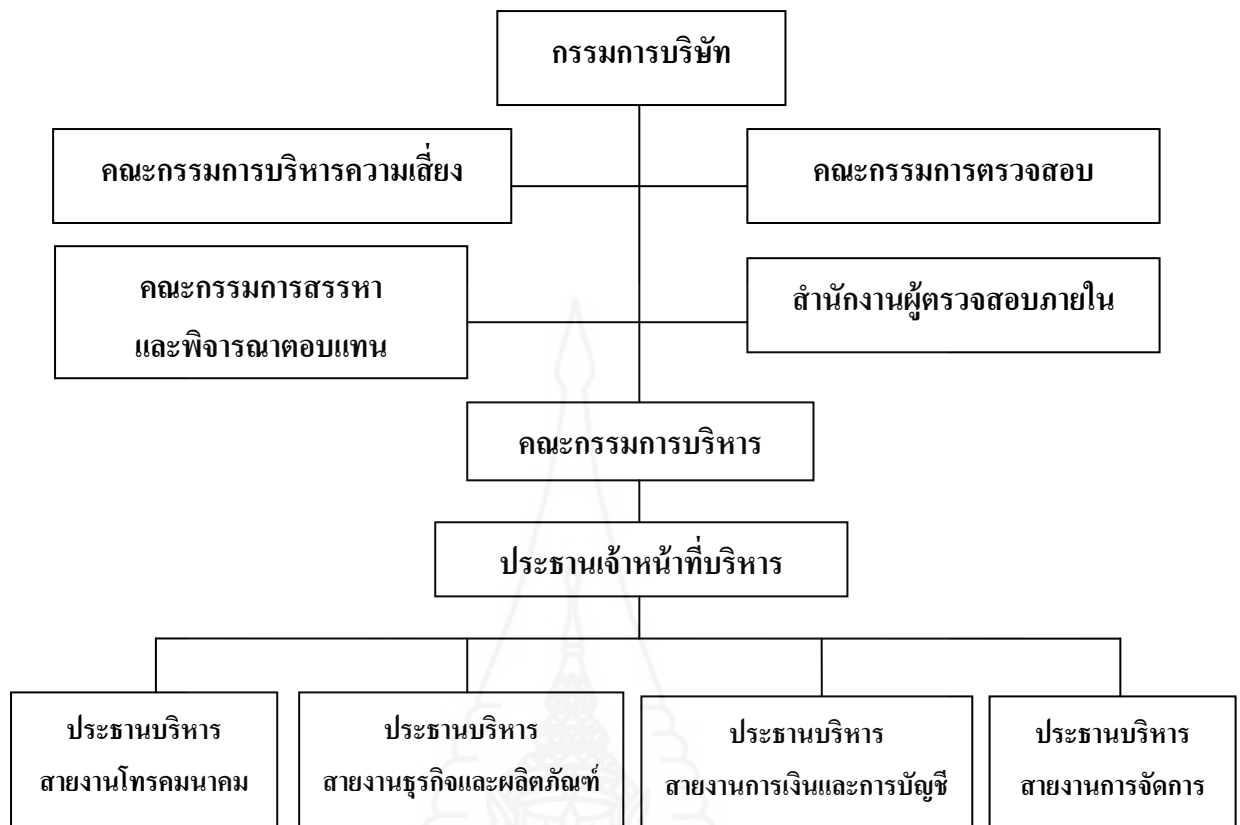 กรรมการบริษัท
คณะกรรมการบริหารความเสี่ยง
คณะกรรมการตรวจสอบ
คณะกรรมการสรรหา
และพิจารณาตอบแทน
สำนักงานผู้ตรวจสอบภายใน
คณะกรรมการบริหาร
ประธานเจ้าหน้าที่บริหาร
ประธานบริหาร
สายงานโทรคมนาคม
ประธานบริหาร
สายงานธุรกิจและผลิตภัณฑ์
ประธานบริหาร
สายงานการเงินและการบัญชี
ประธานบริหาร
สายงานการจัดการ